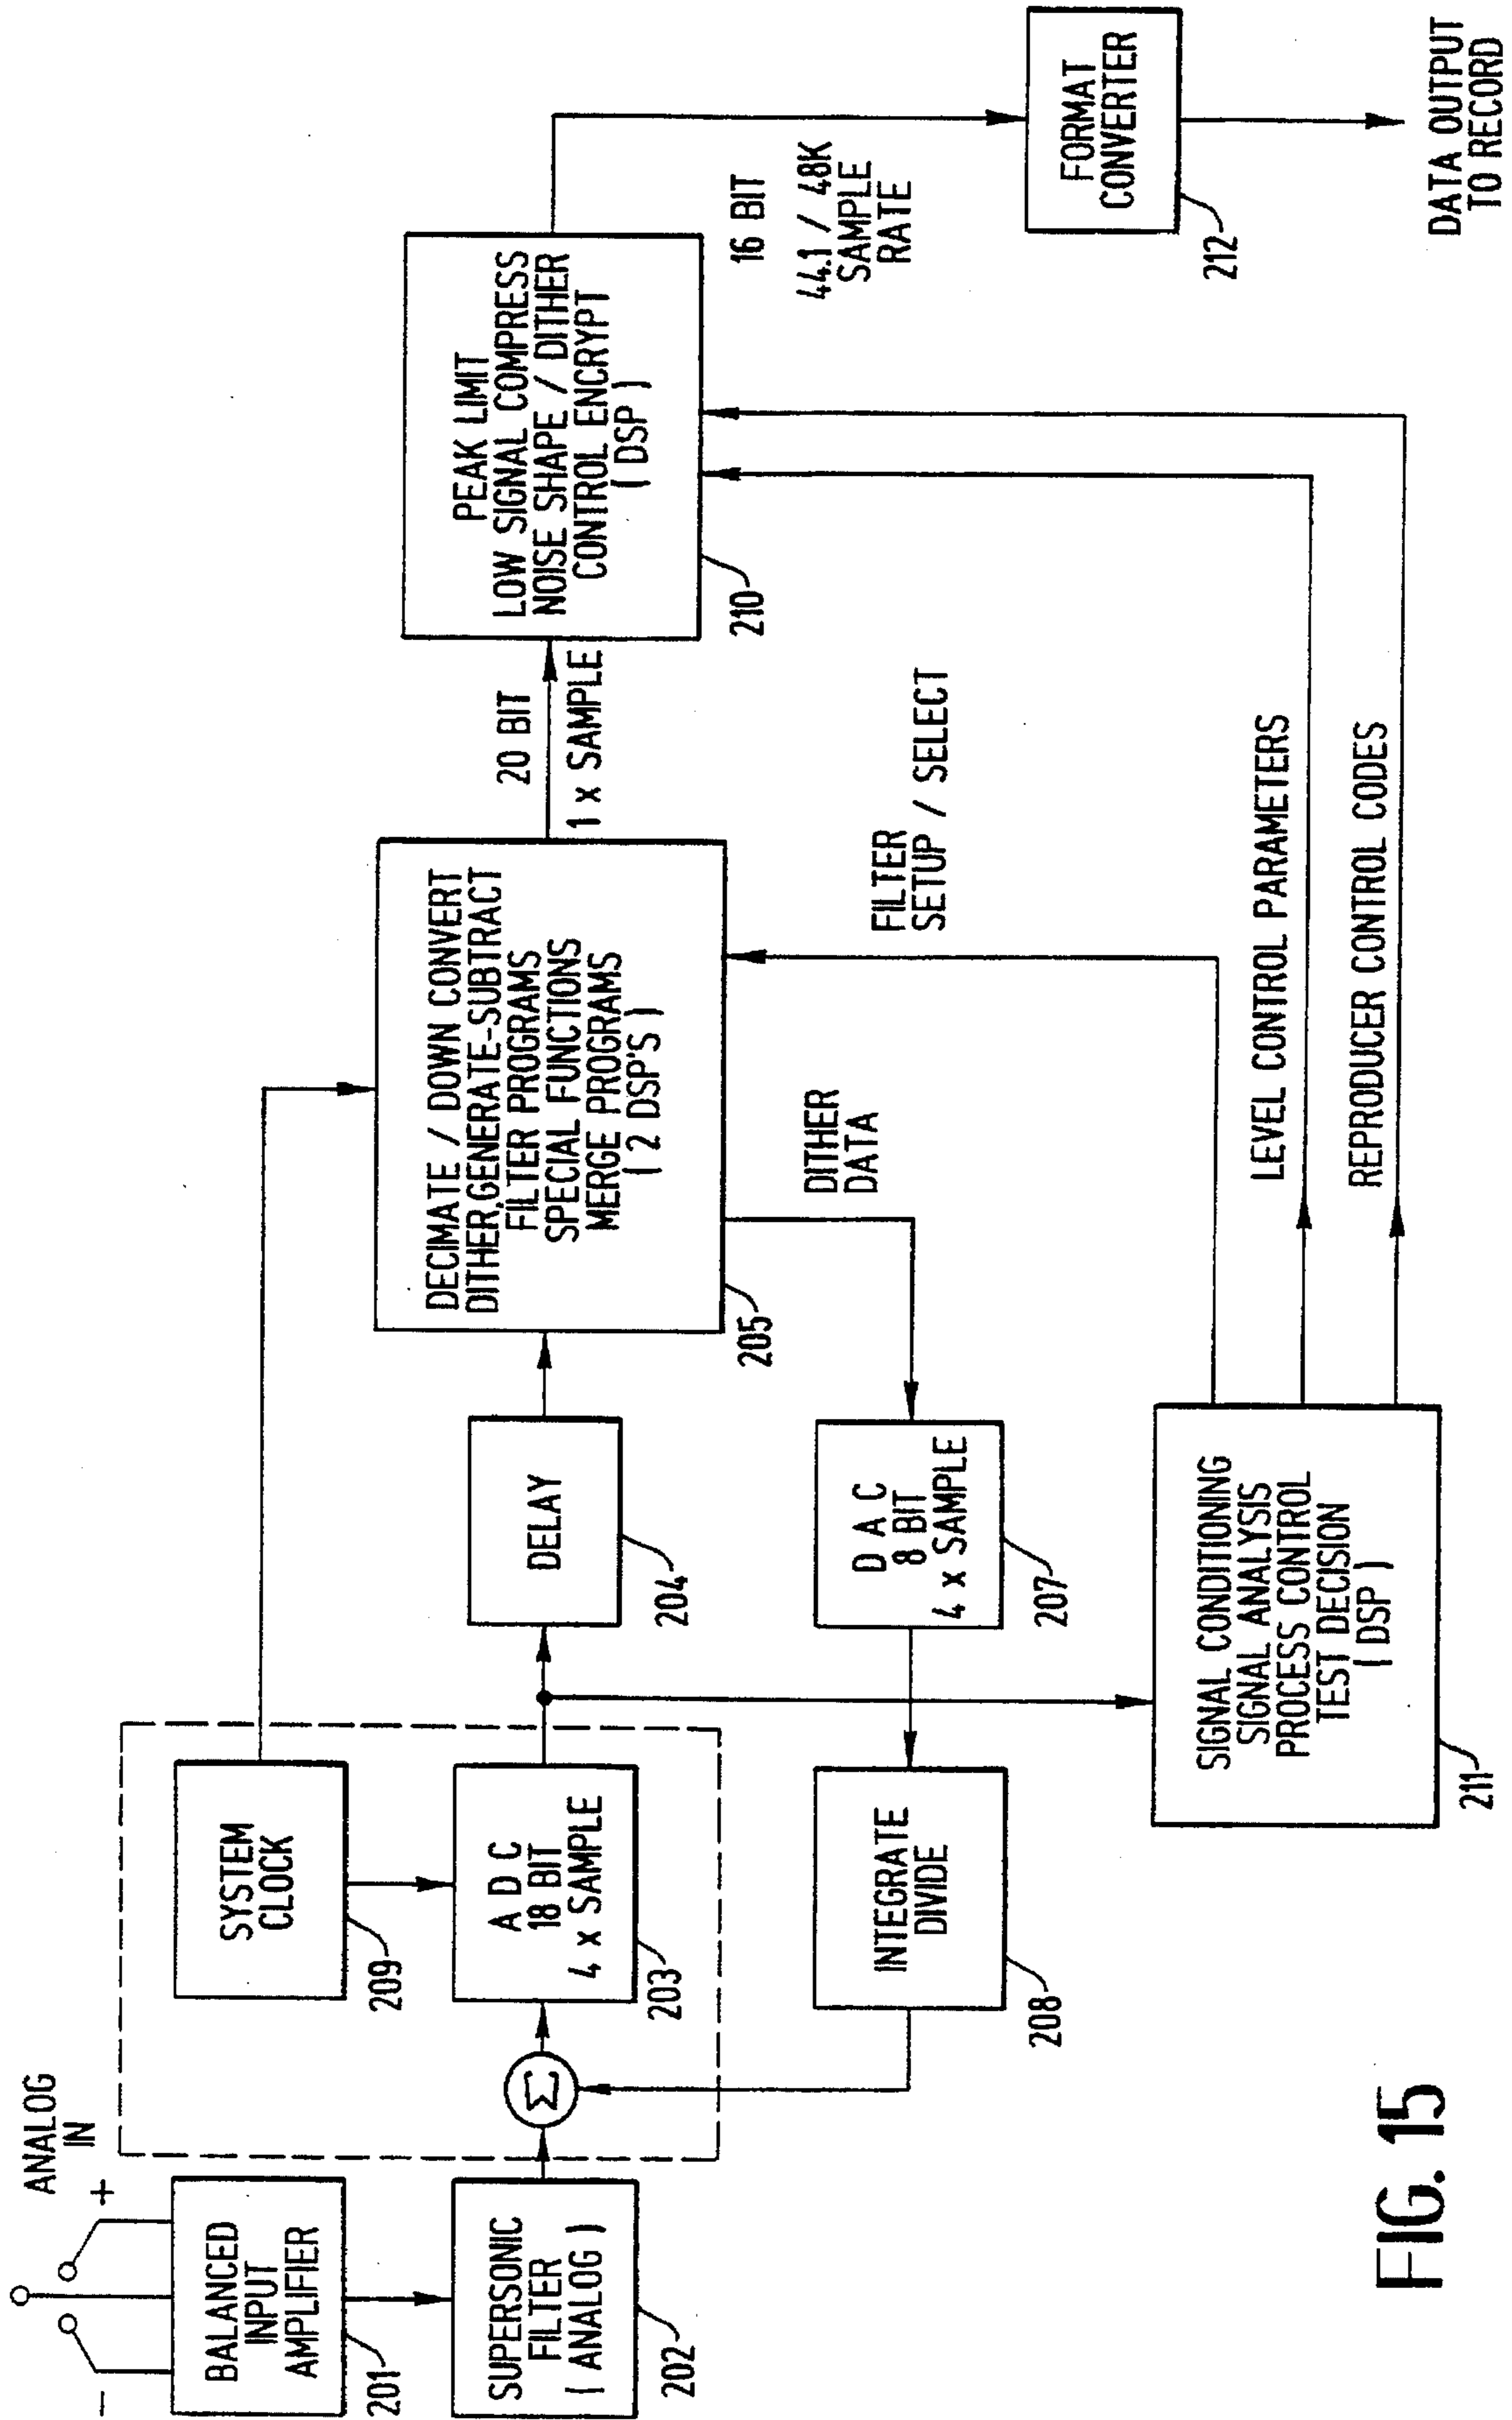 ANALOG
IN
−
+
BALANCED
INPUT
AMPLIFIER
201
SUPERSONIC
FILTER
( ANALOG )
202
Σ
SYSTEM
CLOCK
209
A D C
18 BIT
4 x SAMPLE
203
DELAY
204
DECIMATE / DOWN CONVERT
DITHER, GENERATE-SUBTRACT
FILTER PROGRAMS
SPECIAL FUNCTIONS
MERGE PROGRAMS
( 2 DSP'S )
205
20 BIT
1 x SAMPLE
PEAK LIMIT
LOW SIGNAL COMPRESS
NOISE SHAPE / DITHER
CONTROL ENCRYPT
( DSP )
210
16 BIT
44.1 / 48K
SAMPLE
RATE
FORMAT
CONVERTER
212
DATA OUTPUT
TO RECORD
DITHER
DATA
D A C
8 BIT
4 x SAMPLE
207
INTEGRATE
DIVIDE
208
FILTER
SETUP / SELECT
LEVEL CONTROL PARAMETERS
REPRODUCER CONTROL CODES
SIGNAL CONDITIONING
SIGNAL ANALYSIS
PROCESS CONTROL
TEST DECISION
( DSP )
211
FIG. 15